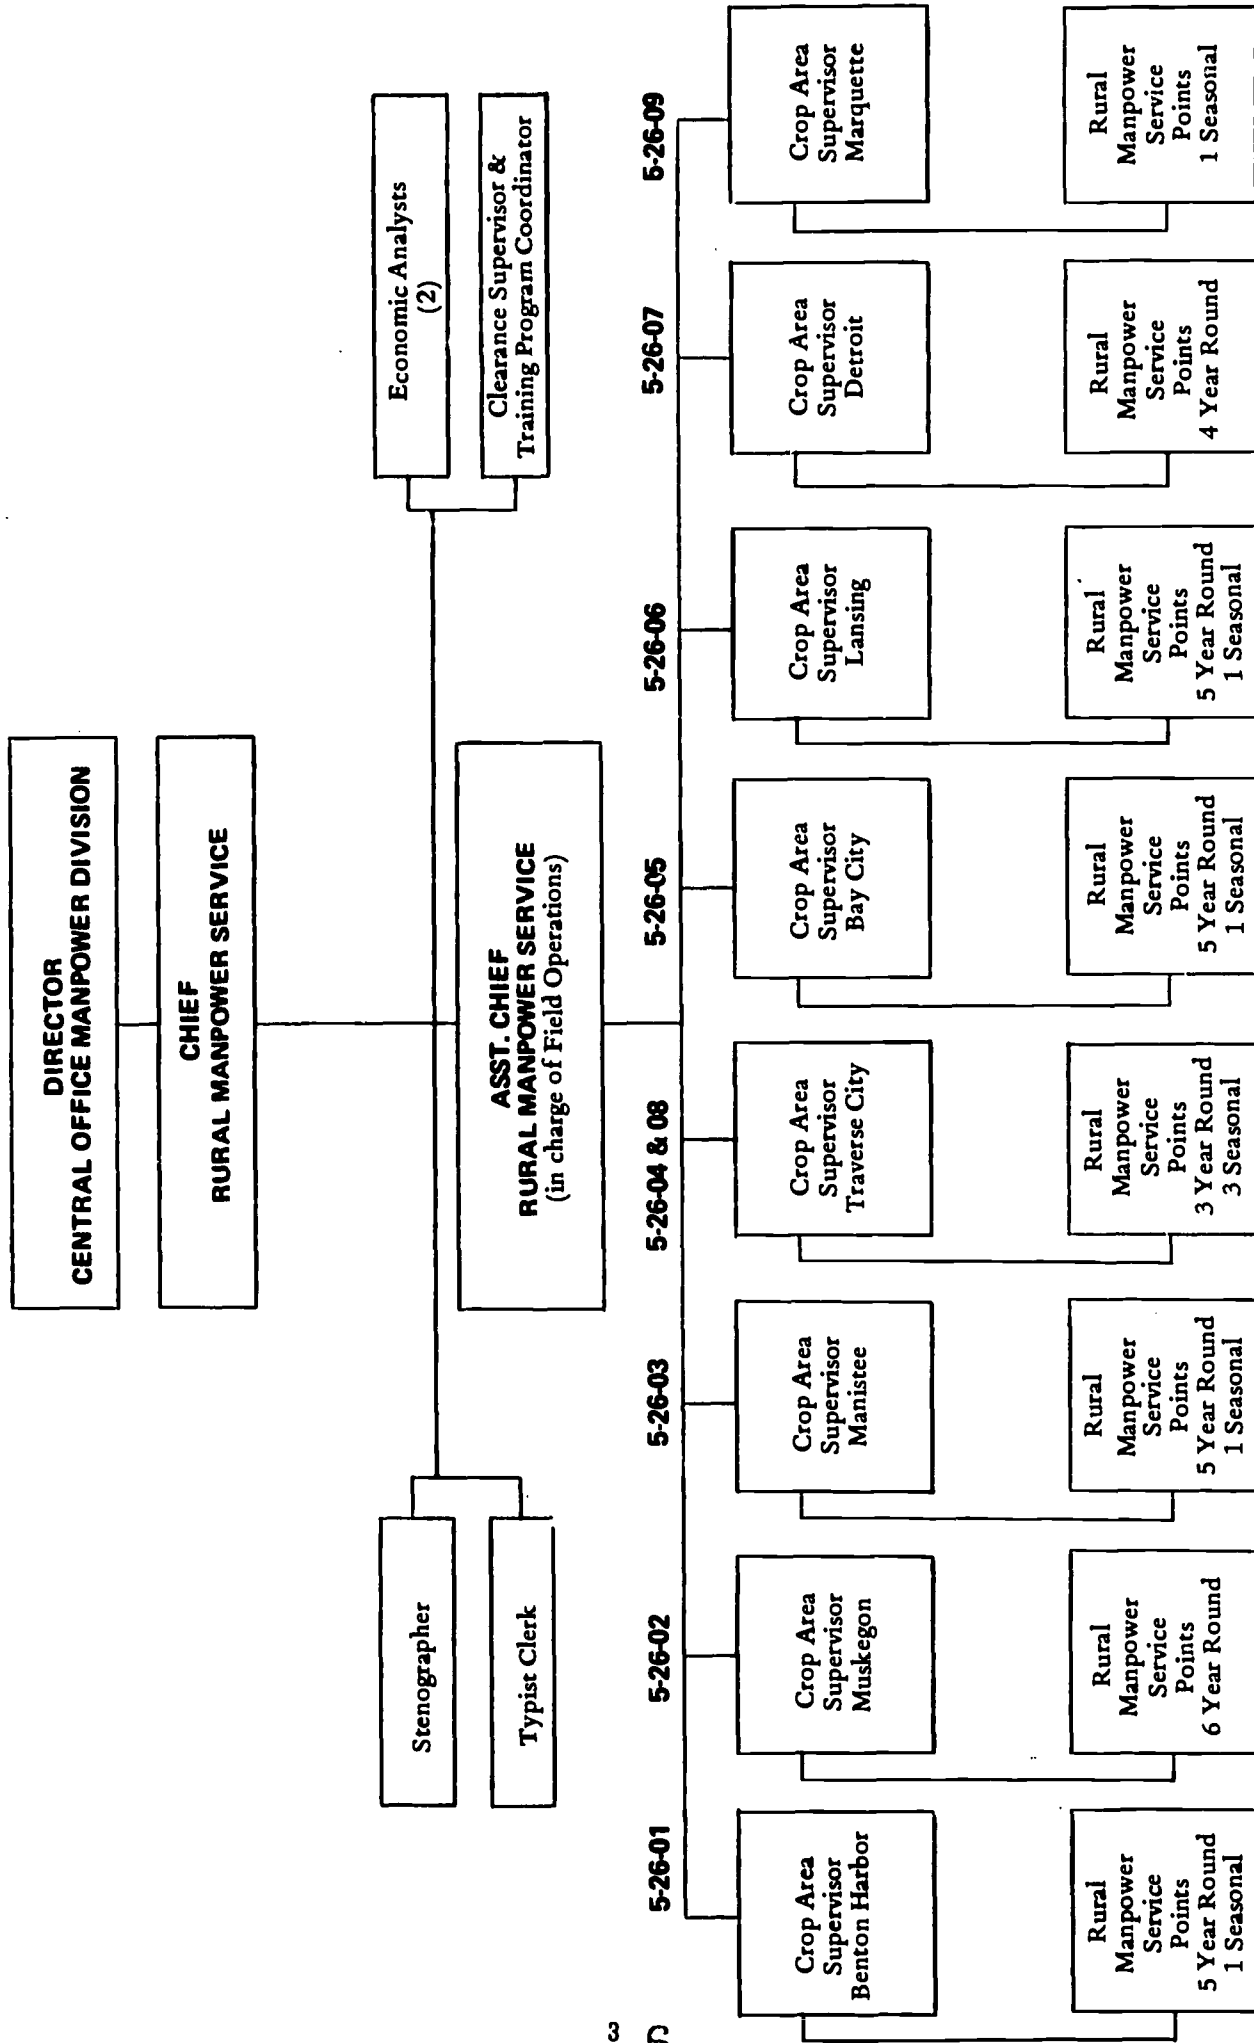 DIRECTOR
CENTRAL OFFICE MANPOWER DIVISION
CHIEF
RURAL MANPOWER SERVICE
Stenographer
Typist Clerk
Economic Analysts
(2)
Clearance Supervisor &
Training Program Coordinator
ASST. CHIEF
RURAL MANPOWER SERVICE
(in charge of Field Operations)
5-26-01
5-26-02
5-26-03
5-26-04 & 08
5-26-05
5-26-06
5-26-07
5-26-09
Crop Area
Supervisor
Benton Harbor
Crop Area
Supervisor
Muskegon
Crop Area
Supervisor
Manistee
Crop Area
Supervisor
Traverse City
Crop Area
Supervisor
Bay City
Crop Area
Supervisor
Lansing
Crop Area
Supervisor
Detroit
Crop Area
Supervisor
Marquette
Rural
Manpower
Service
Points
5 Year Round
1 Seasonal
Rural
Manpower
Service
Points
6 Year Round
Rural
Manpower
Service
Points
5 Year Round
1 Seasonal
Rural
Manpower
Service
Points
3 Year Round
3 Seasonal
Rural
Manpower
Service
Points
5 Year Round
1 Seasonal
Rural
Manpower
Service
Points
5 Year Round
1 Seasonal
Rural
Manpower
Service
Points
4 Year Round
Rural
Manpower
Service
Points
1 Seasonal
3